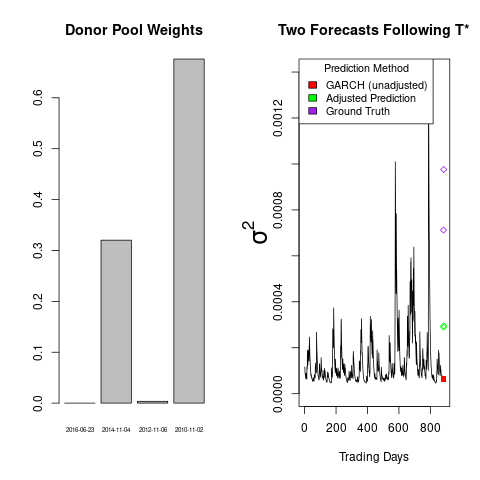 Donor Pool Weights
0.6
0.5
0.4
0.3
0.2
0.1
0.0
2016-06-23 2014-11-04 2012-11-06 2010-11-02
Two Forecasts Following T*
Prediction Method
GARCH (unadjusted)
Adjusted Prediction
Ground Truth
σ²
0.0012
0.0008
0.0004
0.0000
0 200 400 600 800
Trading Days